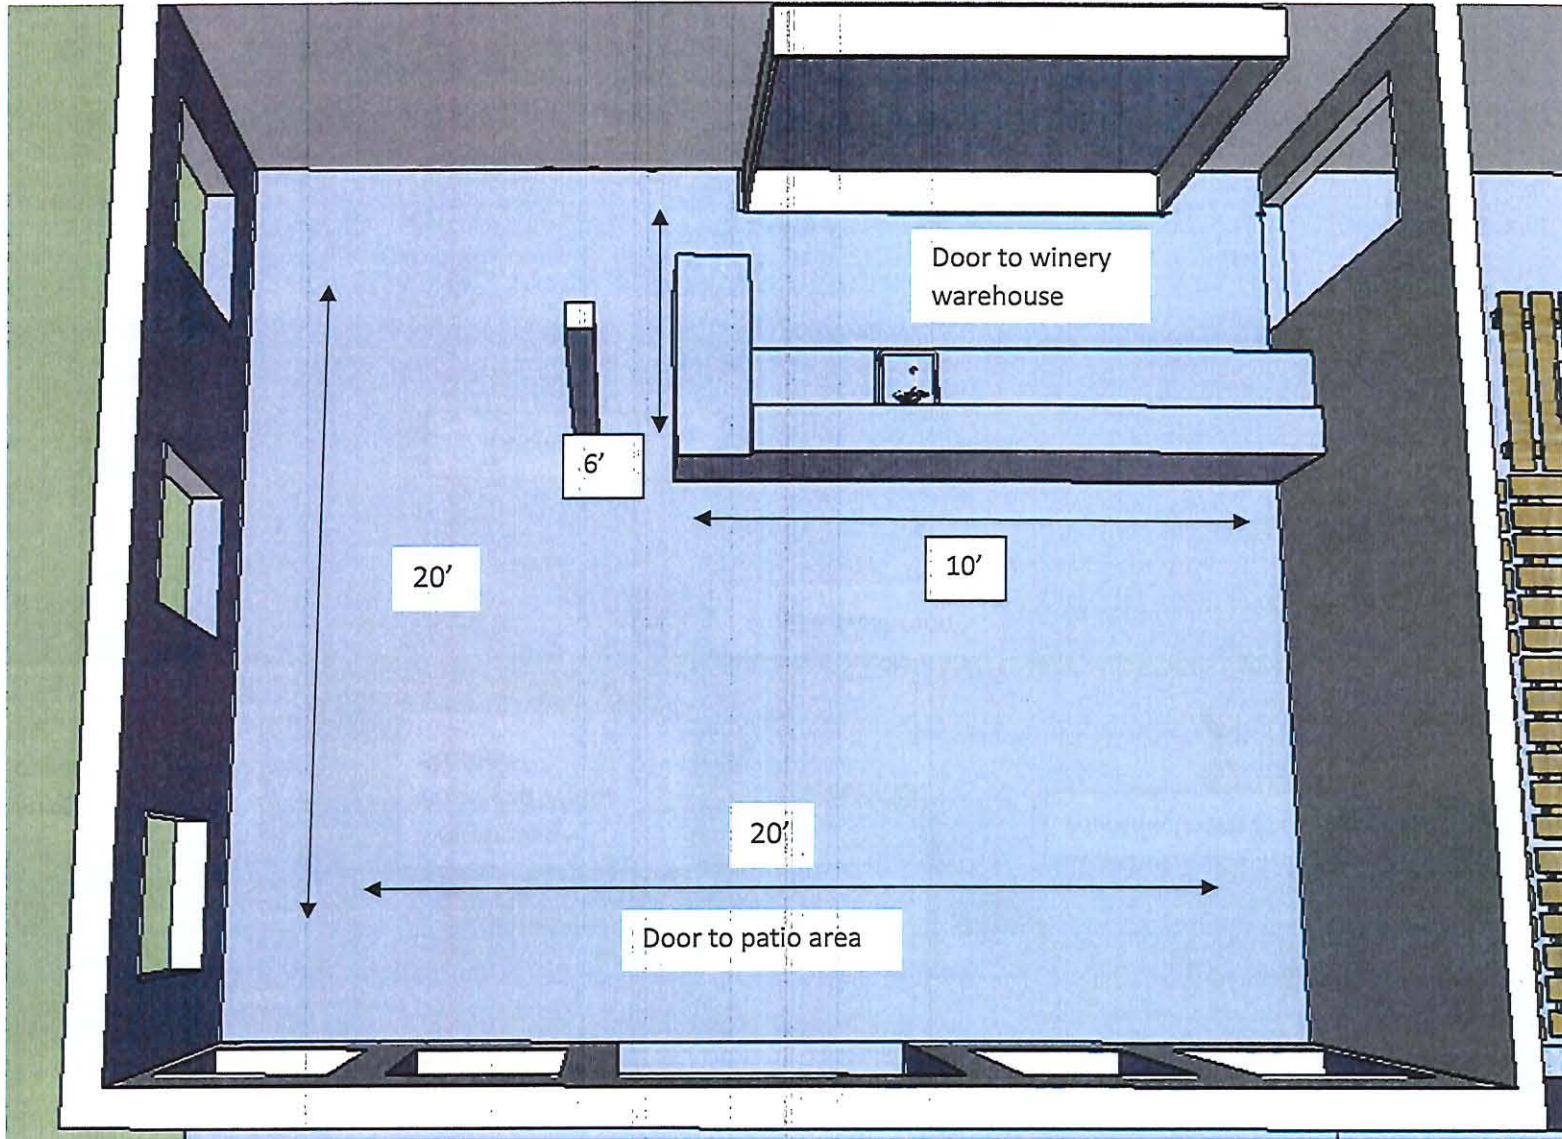 Door to winery
warehouse
6’
10’
20’
20’
Door to patio area